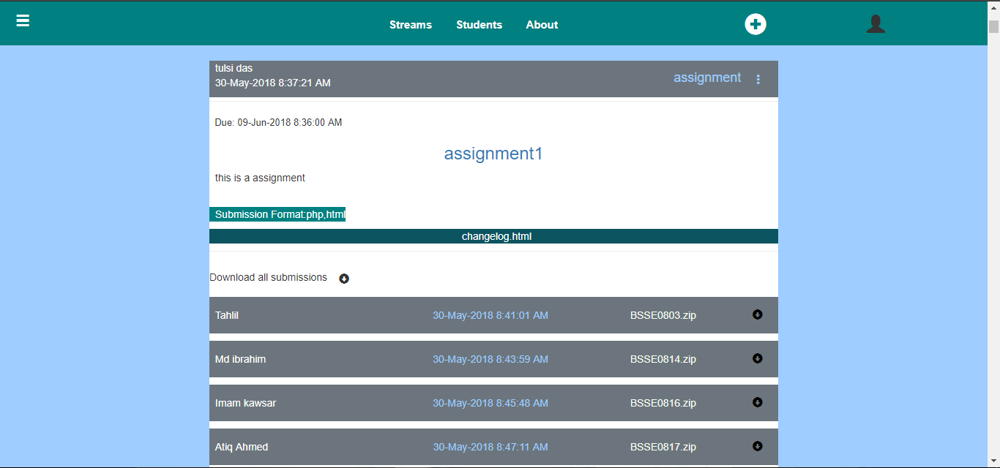 Streams Students About
tulsi das
30-May-2018 8:37:21 AM
assignment
Due: 09-Jun-2018 8:36:00 AM
assignment1
this is a assignment
Submission Format:php,html
changelog.html
Download all submissions
Tahlil 30-May-2018 8:41:01 AM BSSE0803.zip
Md ibrahim 30-May-2018 8:43:59 AM BSSE0814.zip
Imam kawsar 30-May-2018 8:45:48 AM BSSE0816.zip
Atiq Ahmed 30-May-2018 8:47:11 AM BSSE0817.zip